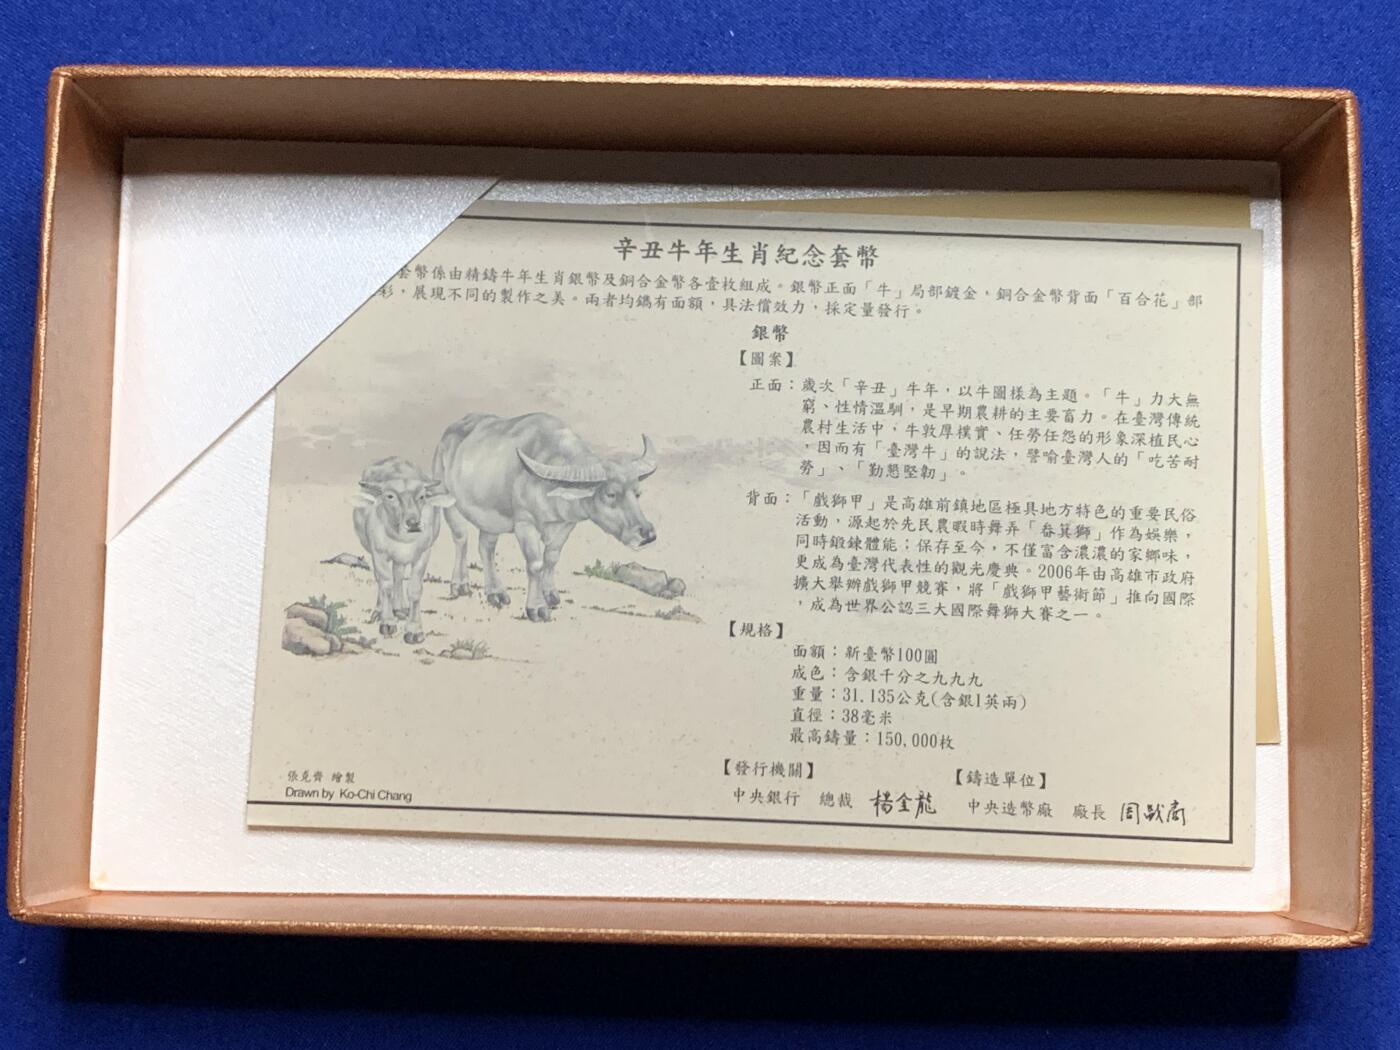 辛丑牛年生肖紀念套幣
套幣係由精鑄牛年生肖銀幣及銅合金幣各壹枚組成。銀幣正面「牛」局部鍍金，銅合金幣背面「百合花」部
彩，展現不同的製作之美。兩者均鐫有面額，具法償效力，採定量發行。
銀幣
【圖案】
正面：歲次「辛丑」牛年，以牛圖樣為主題。「牛」力大無
窮、性情溫馴，是早期農耕的主要畜力。在臺灣傳統
農村生活中，牛敦厚樸實、任勞任怨的形象深植民心
，因而有「臺灣牛」的說法，譬喻臺灣人的「吃苦耐
勞」、「勤懇堅韌」。
背面：「戲獅甲」是高雄前鎮地區極具地方特色的重要民俗
活動，源起於先民農暇時舞弄「畚箕獅」作為娛樂，
同時鍛鍊體能；保存至今，不僅富含濃濃的家鄉味，
更成為臺灣代表性的觀光慶典。2006年由高雄市政府
擴大舉辦戲獅甲競賽，將「戲獅甲藝術節」推向國際
，成為世界公認三大國際舞獅大賽之一。
【規格】
面額：新臺幣100圓
成色：含銀千分之九九九
重量：31.135公克(含銀1英兩)
直徑：38毫米
最高鑄量：150,000枚
【發行機關】 【鑄造單位】
中央銀行 總裁 楊金龍 中央造幣廠 廠長
張克齊 繪製
Drawn by Ko-Chi Chang